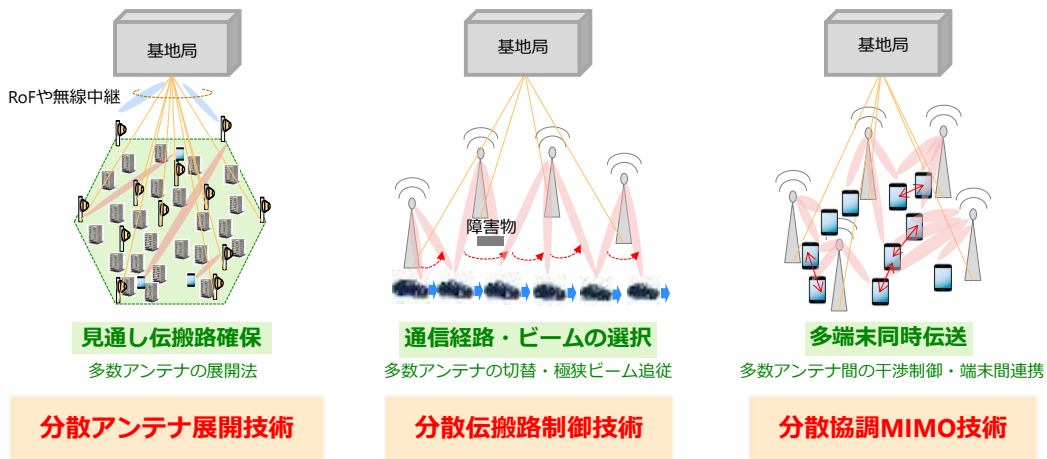 基地局
基地局
基地局
RoFや無線中継
障害物
見通し伝搬路確保
通信経路・ビームの選択
多端末同時伝送
多数アンテナの展開法
多数アンテナの切替・極狭ビーム追従
多数アンテナ間の干渉制御・端末間連携
分散アンテナ展開技術
分散伝搬路制御技術
分散協調MIMO技術